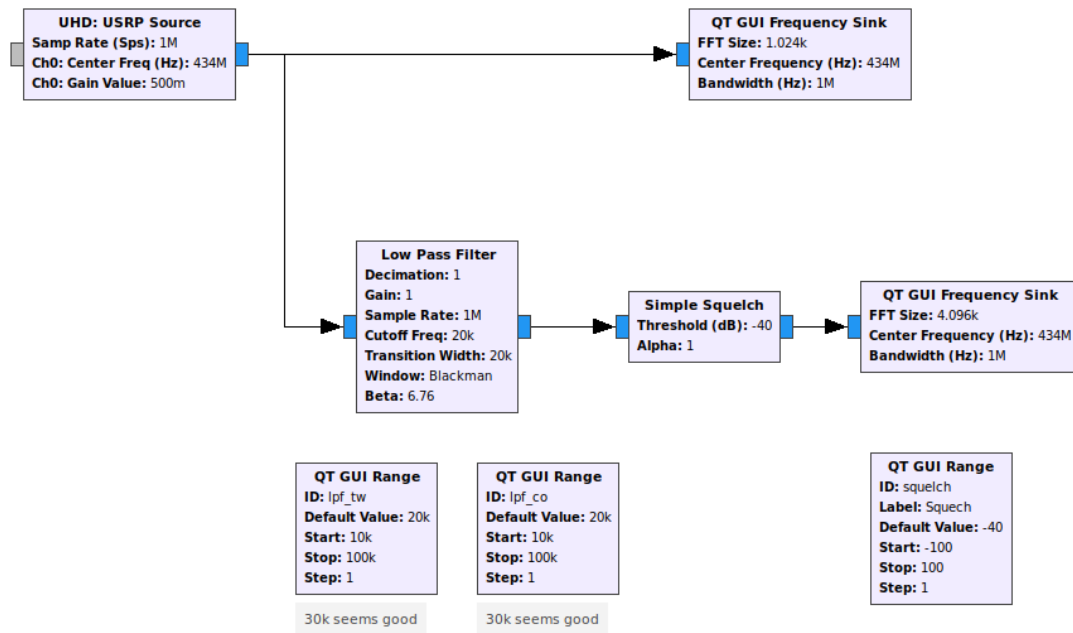 UHD: USRP Source
Samp Rate (Sps): 1M
Ch0: Center Freq (Hz): 434M
Ch0: Gain Value: 500m
QT GUI Frequency Sink
FFT Size: 1.024k
Center Frequency (Hz): 434M
Bandwidth (Hz): 1M
Low Pass Filter
Decimation: 1
Gain: 1
Sample Rate: 1M
Cutoff Freq: 20k
Transition Width: 20k
Window: Blackman
Beta: 6.76
Simple Squelch
Threshold (dB): -40
Alpha: 1
QT GUI Frequency Sink
FFT Size: 4.096k
Center Frequency (Hz): 434M
Bandwidth (Hz): 1M
QT GUI Range
ID: lpf_tw
Default Value: 20k
Start: 10k
Stop: 100k
Step: 1
30k seems good
QT GUI Range
ID: lpf_co
Default Value: 20k
Start: 10k
Stop: 100k
Step: 1
30k seems good
QT GUI Range
ID: squelch
Label: Squech
Default Value: -40
Start: -100
Stop: 100
Step: 1